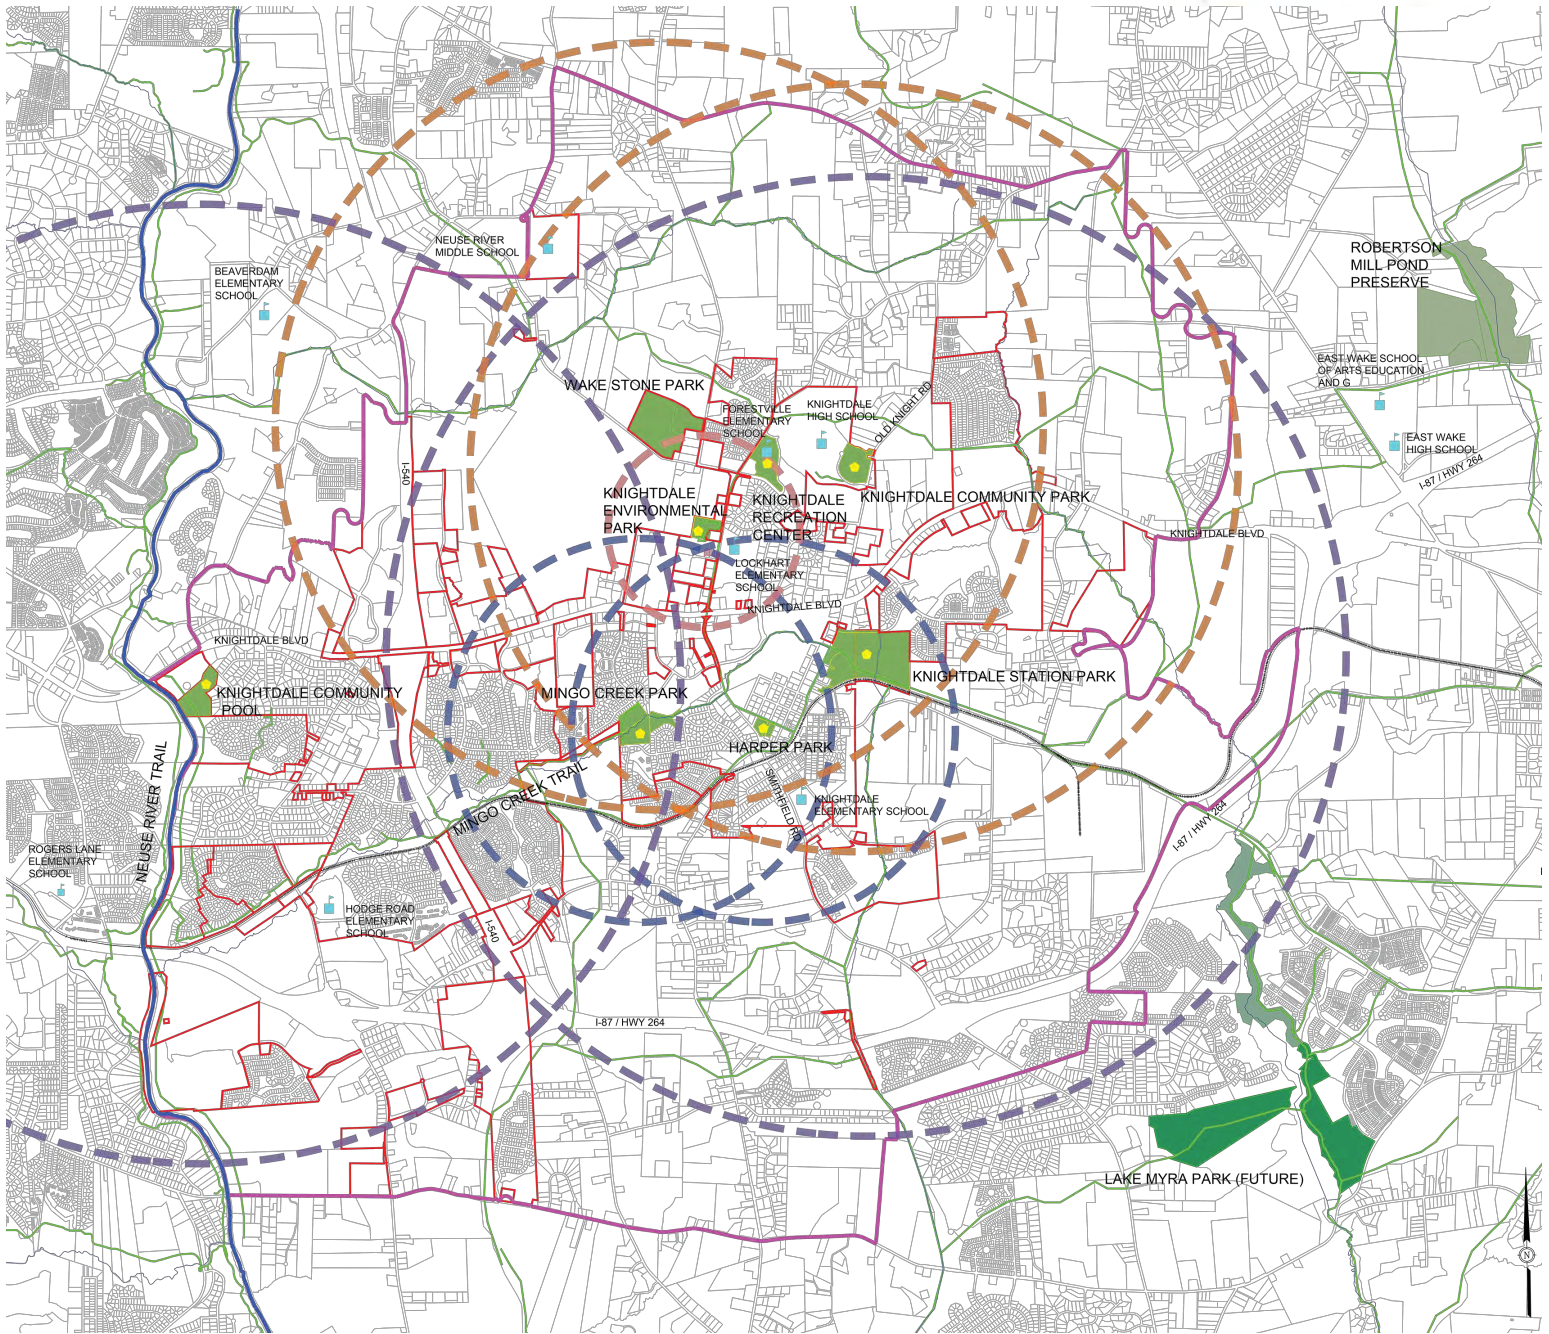 NEUSE RIVER
MIDDLE SCHOOL
BEAVERDAM
ELEMENTARY
SCHOOL
ROBERTSON
MILL POND
PRESERVE
EAST WAKE SCHOOL
OF ARTS EDUCATION
AND G
WAKE STONE PARK
FORESTVILLE
ELEMENTARY
SCHOOL
KNIGHTDALE
HIGH SCHOOL
OLD KNIGHT RD
EAST WAKE
HIGH SCHOOL
I-87 / HWY 264
I-540
KNIGHTDALE
ENVIRONMENTAL
PARK
KNIGHTDALE
RECREATION
CENTER
KNIGHTDALE COMMUNITY PARK
KNIGHTDALE BLVD
LOCKHART
ELEMENTARY
SCHOOL
KNIGHTDALE BLVD
KNIGHTDALE BLVD
KNIGHTDALE COMMUNITY
POOL
MINGO CREEK PARK
KNIGHTDALE STATION PARK
HARPER PARK
NEUSE RIVER TRAIL
MINGO CREEK TRAIL
SMITHFIELD RD
KNIGHTDALE
ELEMENTARY SCHOOL
I-87 / HWY 264
ROGERS LANE
ELEMENTARY
SCHOOL
HODGE ROAD
ELEMENTARY
SCHOOL
I-540
I-87 / HWY 264
LAKE MYRA PARK (FUTURE)
N